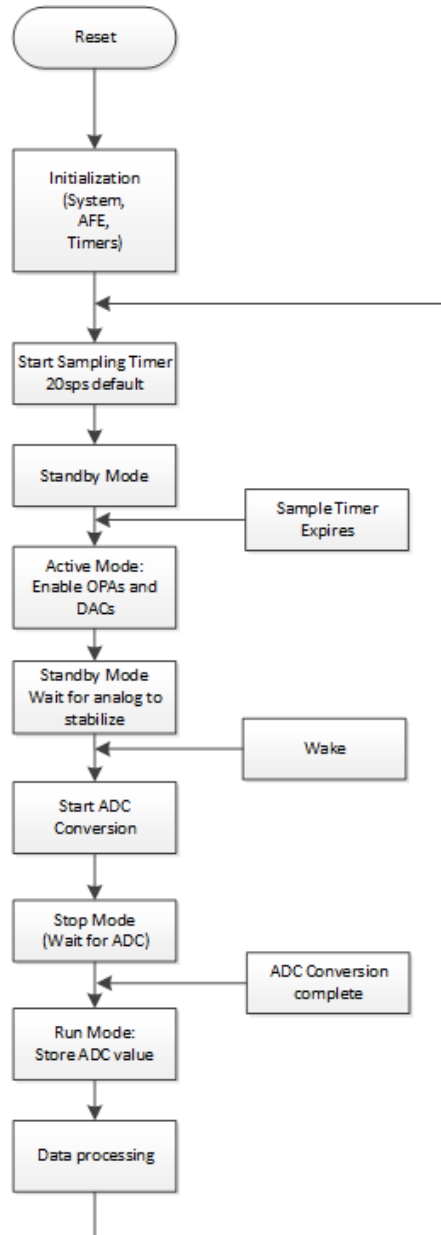 Reset
Initialization
(System,
AFE,
Timers)
Start Sampling Timer
20sps default
Standby Mode
Sample Timer
Expires
Active Mode:
Enable OPAs and
DACs
Standby Mode
Wait for analog to
stabilize
Wake
Start ADC
Conversion
Stop Mode
(Wait for ADC)
ADC Conversion
complete
Run Mode:
Store ADC value
Data processing